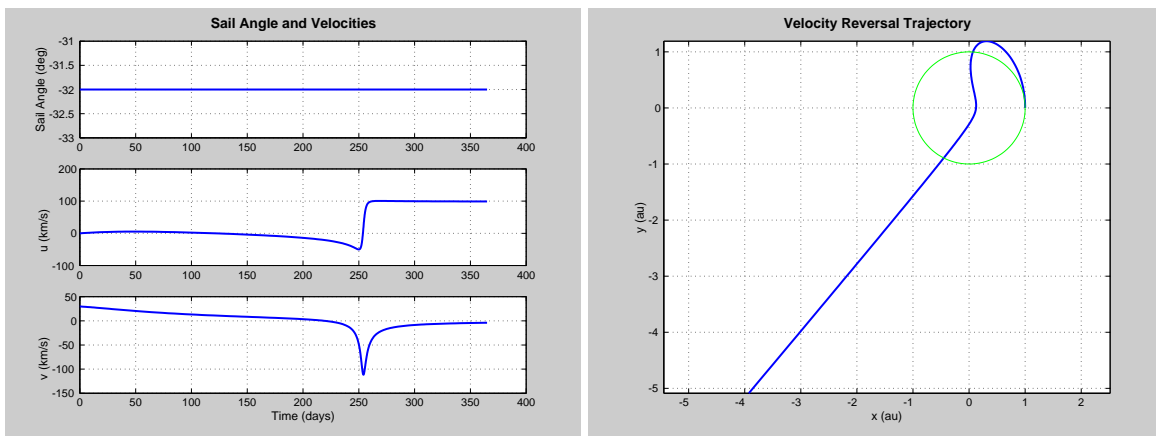 Sail Angle and Velocities
Sail Angle (deg)
-31
-31.5
-32
-32.5
-33
0 50 100 150 200 250 300 350 400
u (km/s)
200
100
0
-100
0 50 100 150 200 250 300 350 400
v (km/s)
50
0
-50
-100
-150
0 50 100 150 200 250 300 350 400
Time (days)
Velocity Reversal Trajectory
y (au)
1
0
-1
-2
-3
-4
-5
-5 -4 -3 -2 -1 0 1 2
x (au)